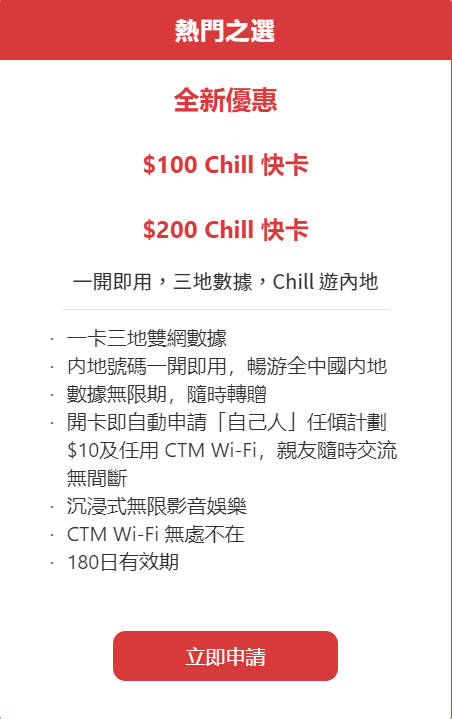 熱門之選
全新優惠
$100 Chill 快卡
$200 Chill 快卡
一開即用，三地數據，Chill 遊內地
· 一卡三地雙網數據
· 内地號碼一開即用，暢游全中國内地
· 數據無限期，隨時轉贈
· 開卡即自動申請「自己人」任傾計劃
$10及任用 CTM Wi-Fi，親友隨時交流
無間斷
· 沉浸式無限影音娛樂
· CTM Wi-Fi 無處不在
· 180日有效期
立即申請